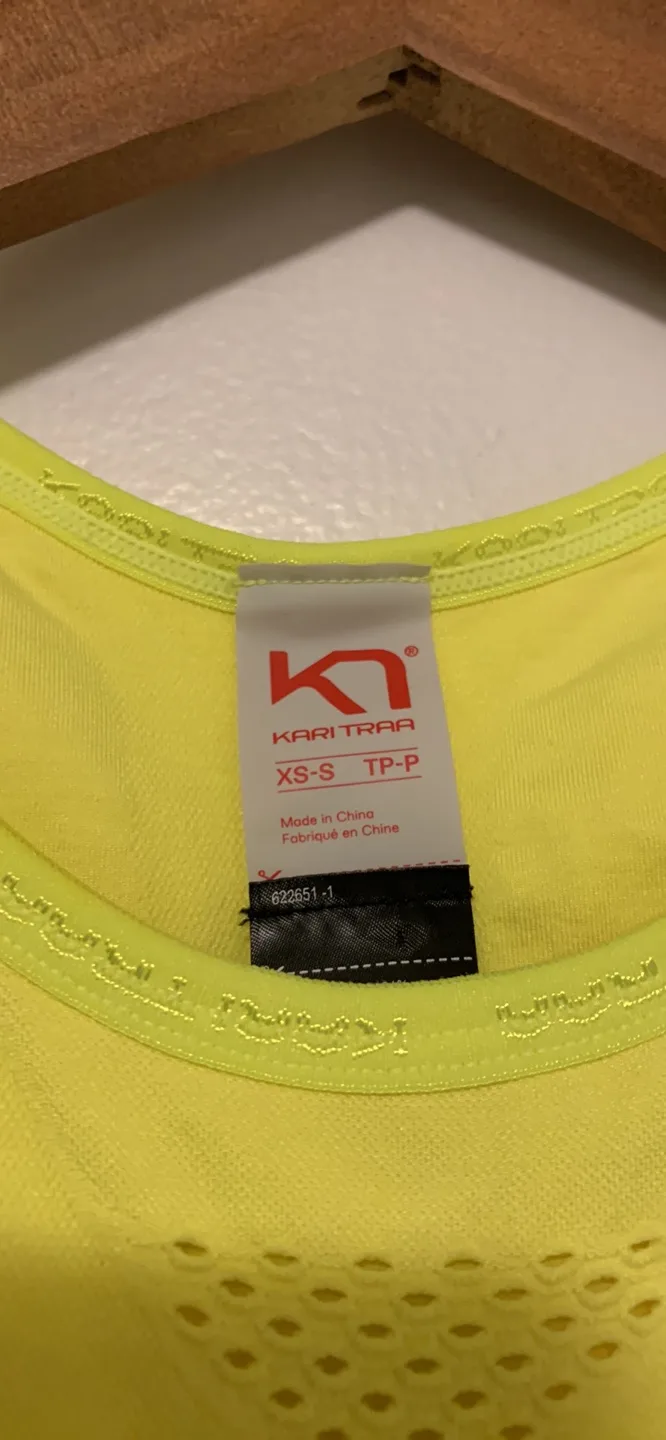 ®
KARI TRAA
XS-S TP-P
Made in China
Fabriqué en Chine
622651 -1